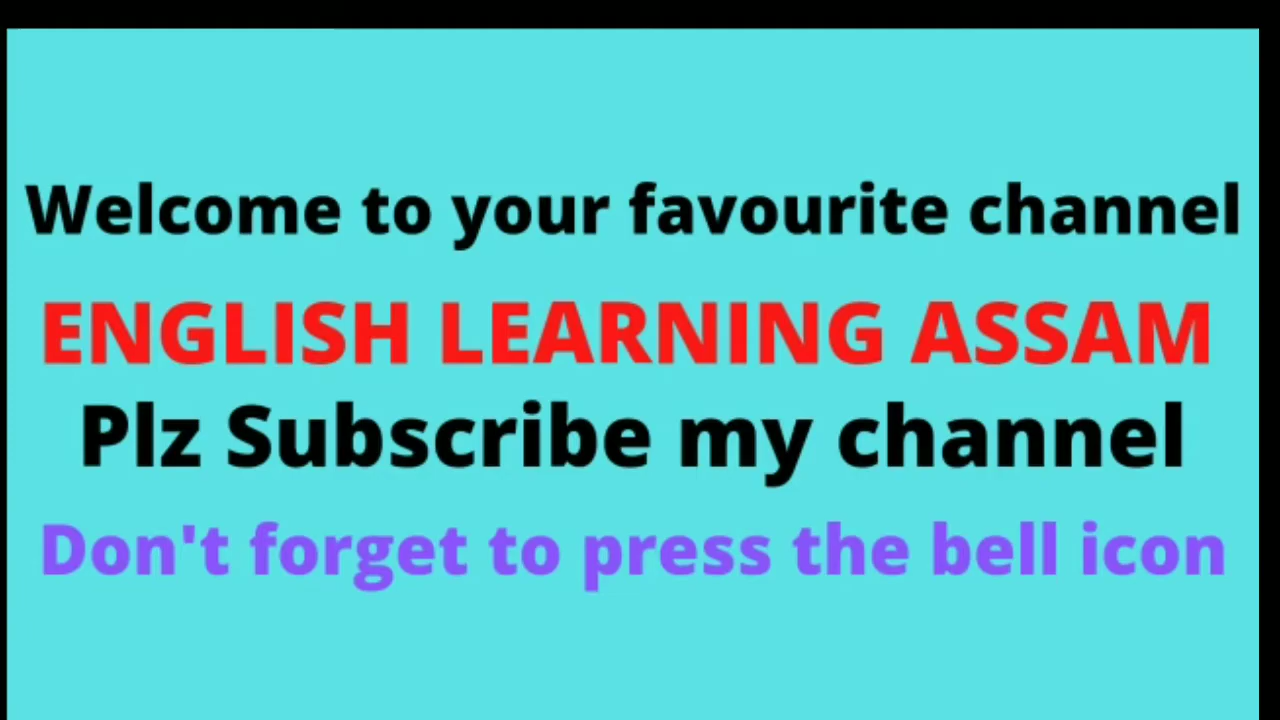 Welcome to your favourite channel
ENGLISH LEARNING ASSAM
Plz Subscribe my channel
Don't forget to press the bell icon